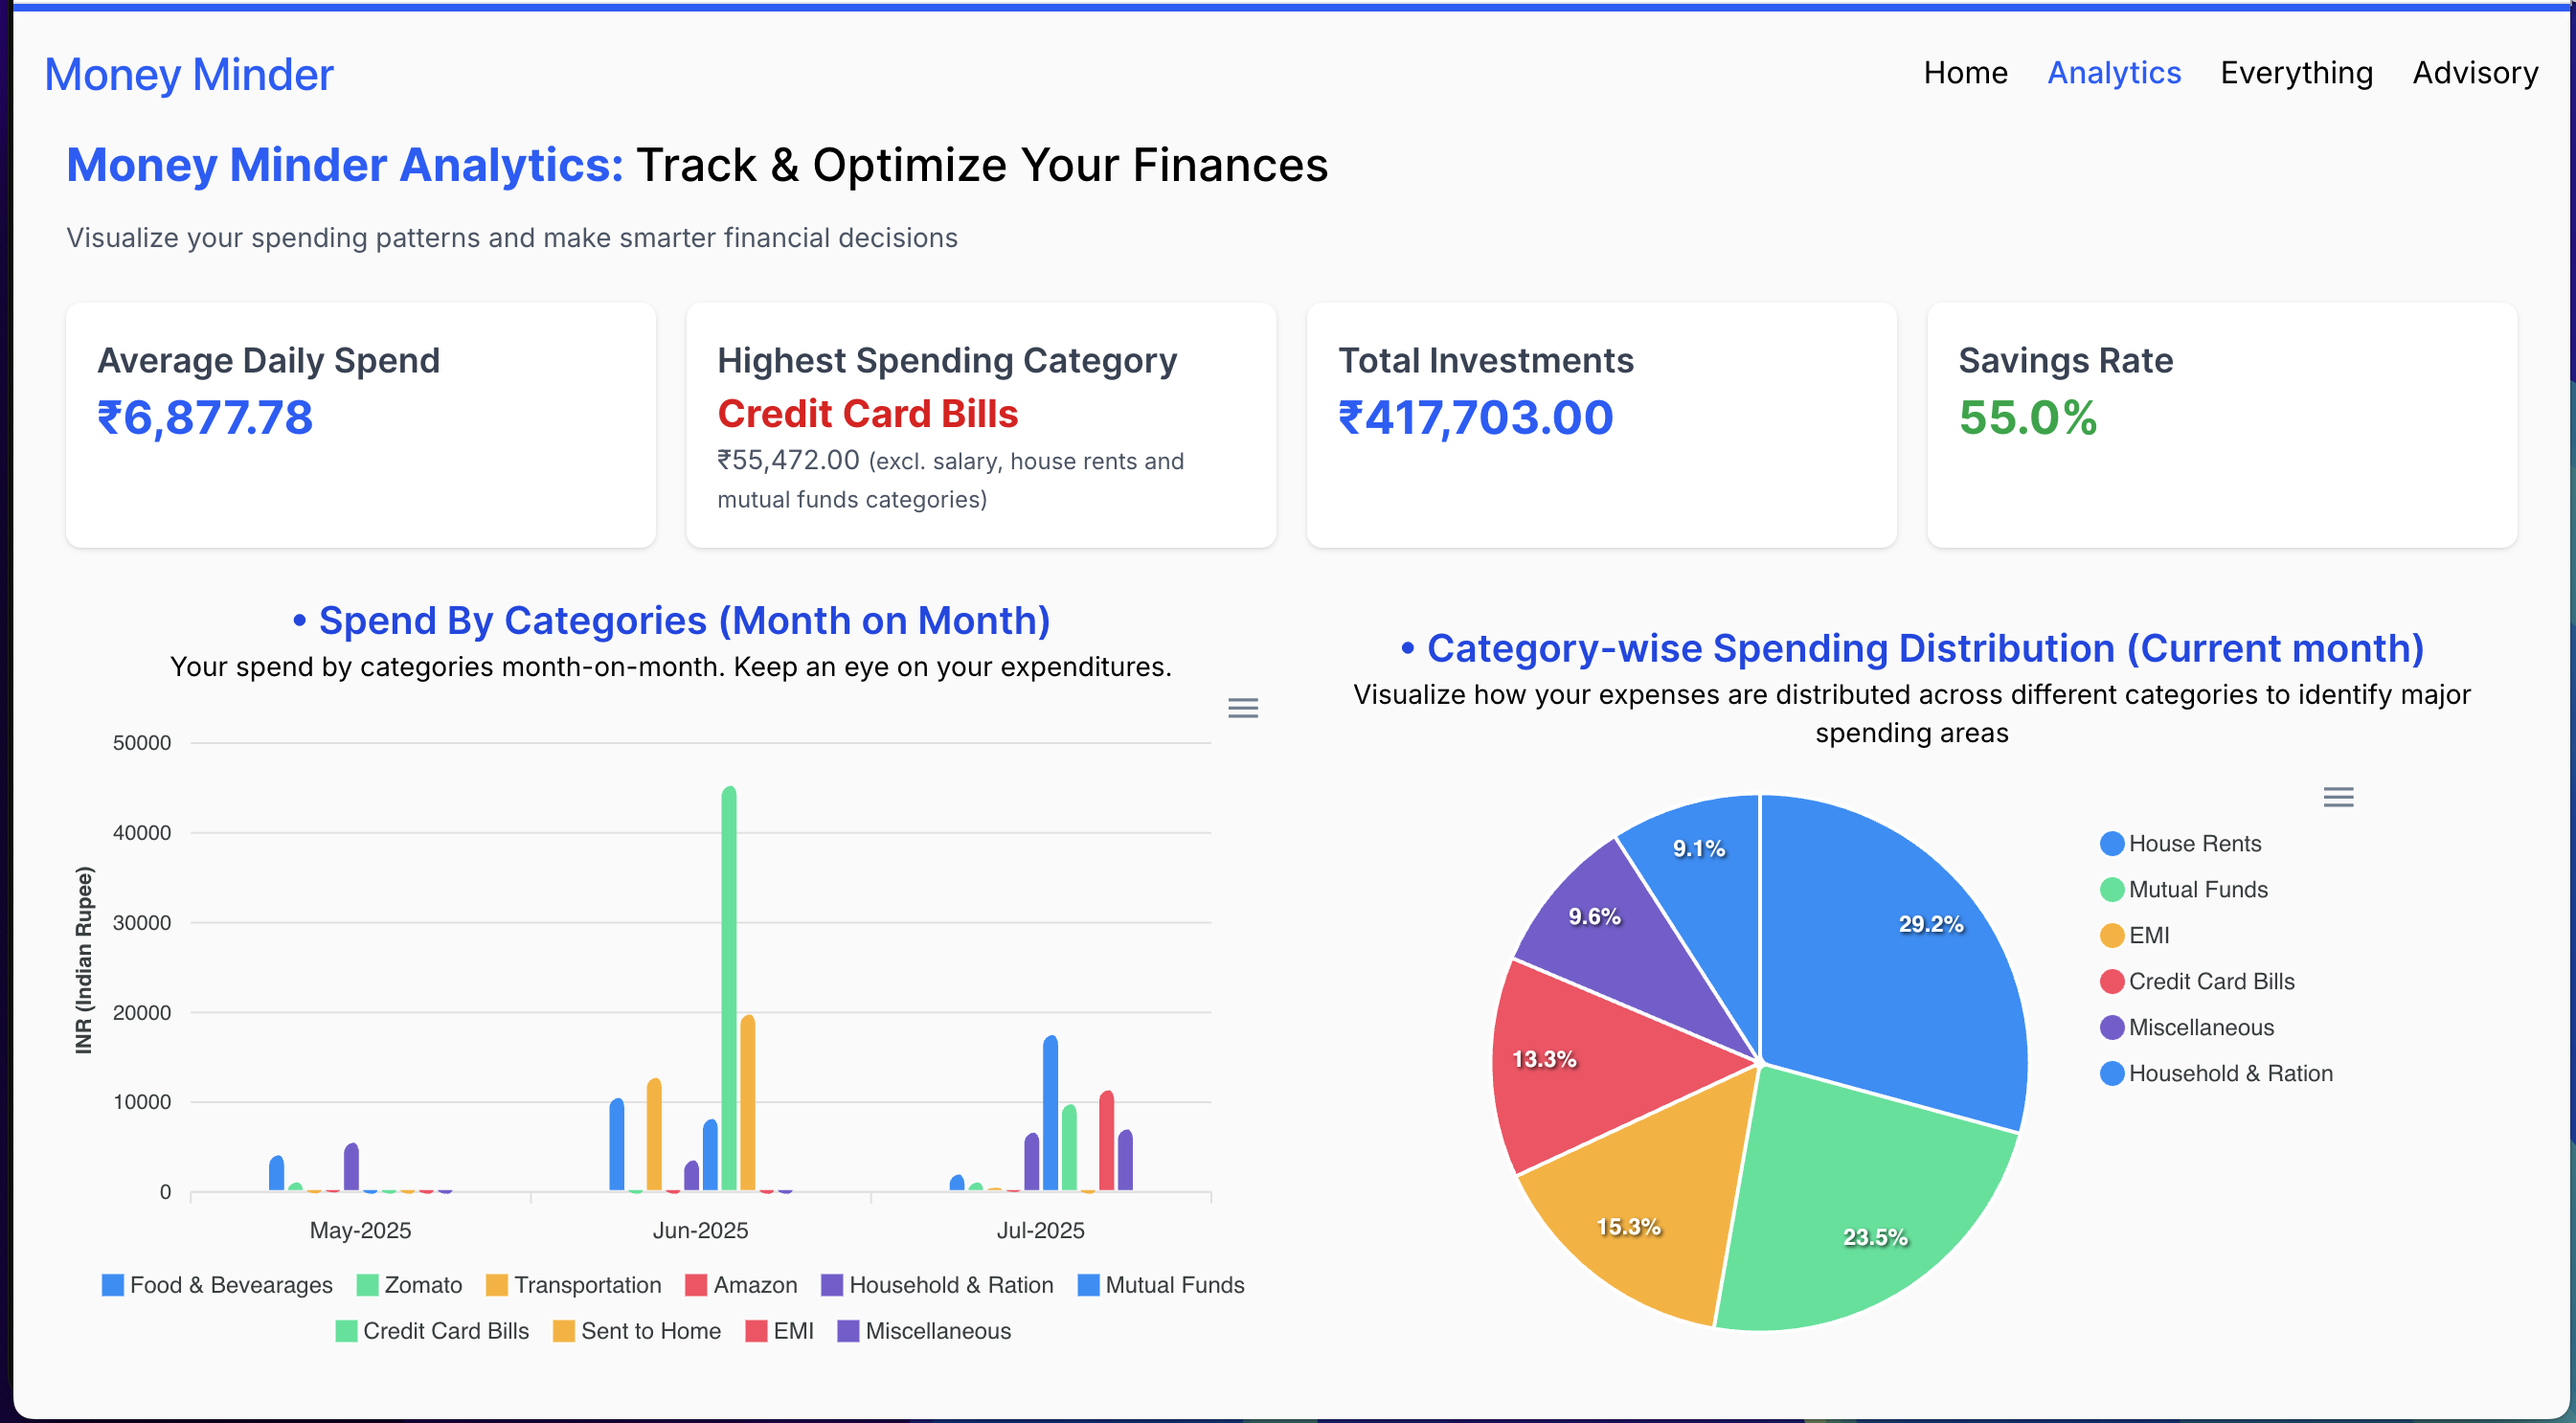 Money Minder
Home Analytics Everything Advisory
Money Minder Analytics: Track & Optimize Your Finances
Visualize your spending patterns and make smarter financial decisions
Average Daily Spend
₹6,877.78
Highest Spending Category
Credit Card Bills
₹55,472.00 (excl. salary, house rents and
mutual funds categories)
Total Investments
₹417,703.00
Savings Rate
55.0%
• Spend By Categories (Month on Month)
Your spend by categories month-on-month. Keep an eye on your expenditures.
INR (Indian Rupee)
50000
40000
30000
20000
10000
0
May-2025
Jun-2025
Jul-2025
Food & Bevearages Zomato Transportation Amazon Household & Ration Mutual Funds
Credit Card Bills Sent to Home EMI Miscellaneous
• Category-wise Spending Distribution (Current month)
Visualize how your expenses are distributed across different categories to identify major
spending areas
9.1%
29.2%
9.6%
13.3%
15.3%
23.5%
House Rents
Mutual Funds
EMI
Credit Card Bills
Miscellaneous
Household & Ration